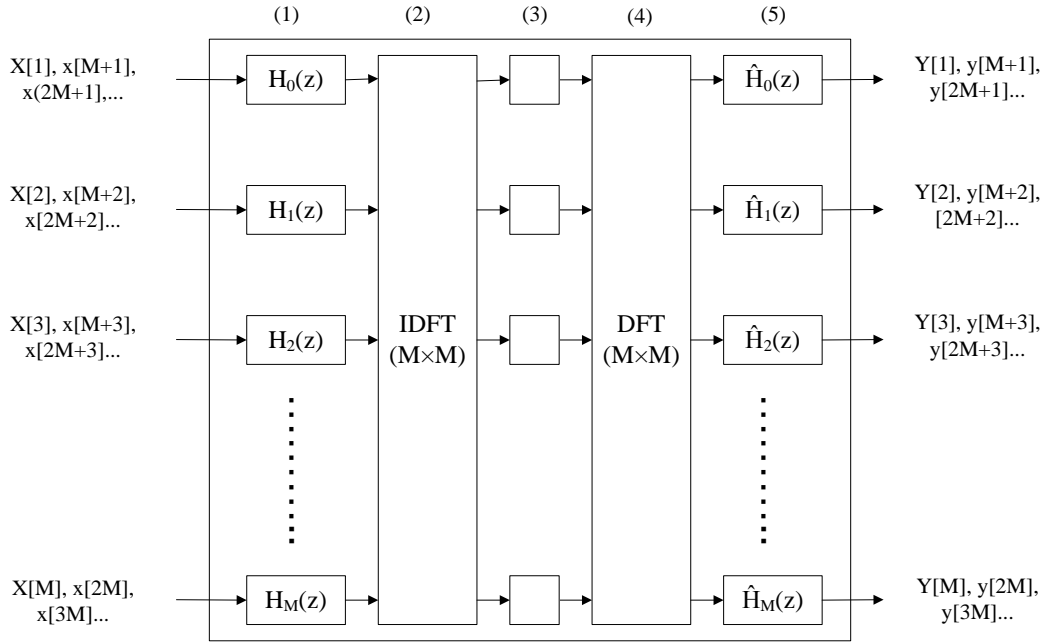 (1) (2) (3) (4) (5)
X[1], x[M+1],
x(2M+1],...
H₀(z)
Ĥ₀(z)
Y[1], y[M+1],
y[2M+1]...
X[2], x[M+2],
x[2M+2]...
H₁(z)
Ĥ₁(z)
Y[2], y[M+2],
[2M+2]...
X[3], x[M+3],
x[2M+3]...
H₂(z)
IDFT
(M×M)
DFT
(M×M)
Ĥ₂(z)
Y[3], y[M+3],
y[2M+3]...
X[M], x[2M],
x[3M]...
H_M(z)
Ĥ_M(z)
Y[M], y[2M],
y[3M]...